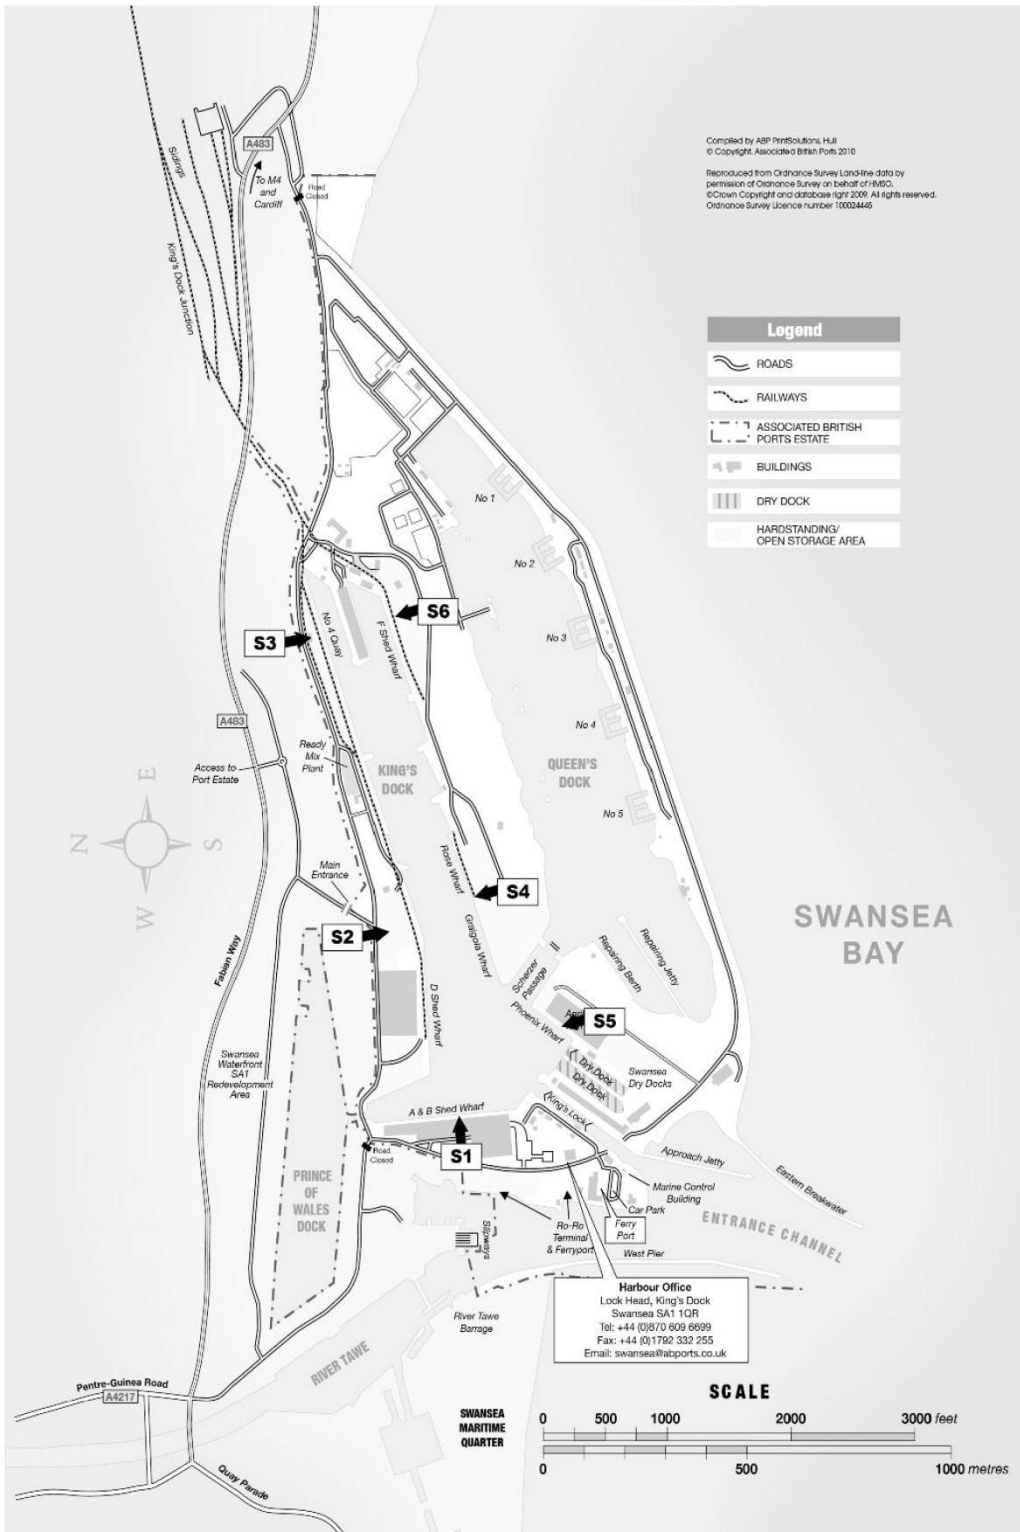 Compiled by ABP PrintSolutions, Hull
© Copyright, Associated British Ports 2010
Reproduced from Ordnance Survey Land-line data by
permission of Ordnance Survey on behalf of HMSO.
©Crown Copyright and database right 2009. All rights reserved.
Ordnance Survey Licence number 100024445
A483
To M4
and
Cardiff
Road
Closed
Sidings
King's Dock Junction
Legend
ROADS
RAILWAYS
ASSOCIATED BRITISH
PORTS ESTATE
BUILDINGS
DRY DOCK
HARDSTANDING/
OPEN STORAGE AREA
No 1
No 2
No 3
No 4
No 5
S6
S3
No 4 Quay
F Shed Wharf
A483
Ready
Mix
Plant
Access to
Port Estate
KING'S
DOCK
QUEEN'S
DOCK
N
E
S
W
Main
Entrance
Rose Wharf
S4
S2
Graigola Wharf
SWANSEA
BAY
Fabian Way
D Shed Wharf
Scherzer
Passage
Repairing Berth
Repairing Jetty
Phoenix Wharf
S5
Swansea
Waterfront
SA1
Redevelopment
Area
Dry Dock
Dry Dock
Swansea
Dry Docks
A & B Shed Wharf
King's Lock
S1
Road
Closed
Approach Jetty
Eastern Breakwater
PRINCE
OF
WALES
DOCK
Marine Control
Building
Car Park
ENTRANCE CHANNEL
Ferry
Port
Ro-Ro
Terminal
& Ferryport
Slipways
West Pier
Harbour Office
Lock Head, King's Dock
Swansea SA1 1QR
Tel: +44 (0)870 609 6699
Fax: +44 (0)1792 332 255
Email: swansea@abports.co.uk
River Tawe
Barrage
RIVER TAWE
Pentre-Guinea Road
A4217
Quay Parade
SWANSEA
MARITIME
QUARTER
SCALE
0 500 1000 2000 3000 feet
0 500 1000 metres